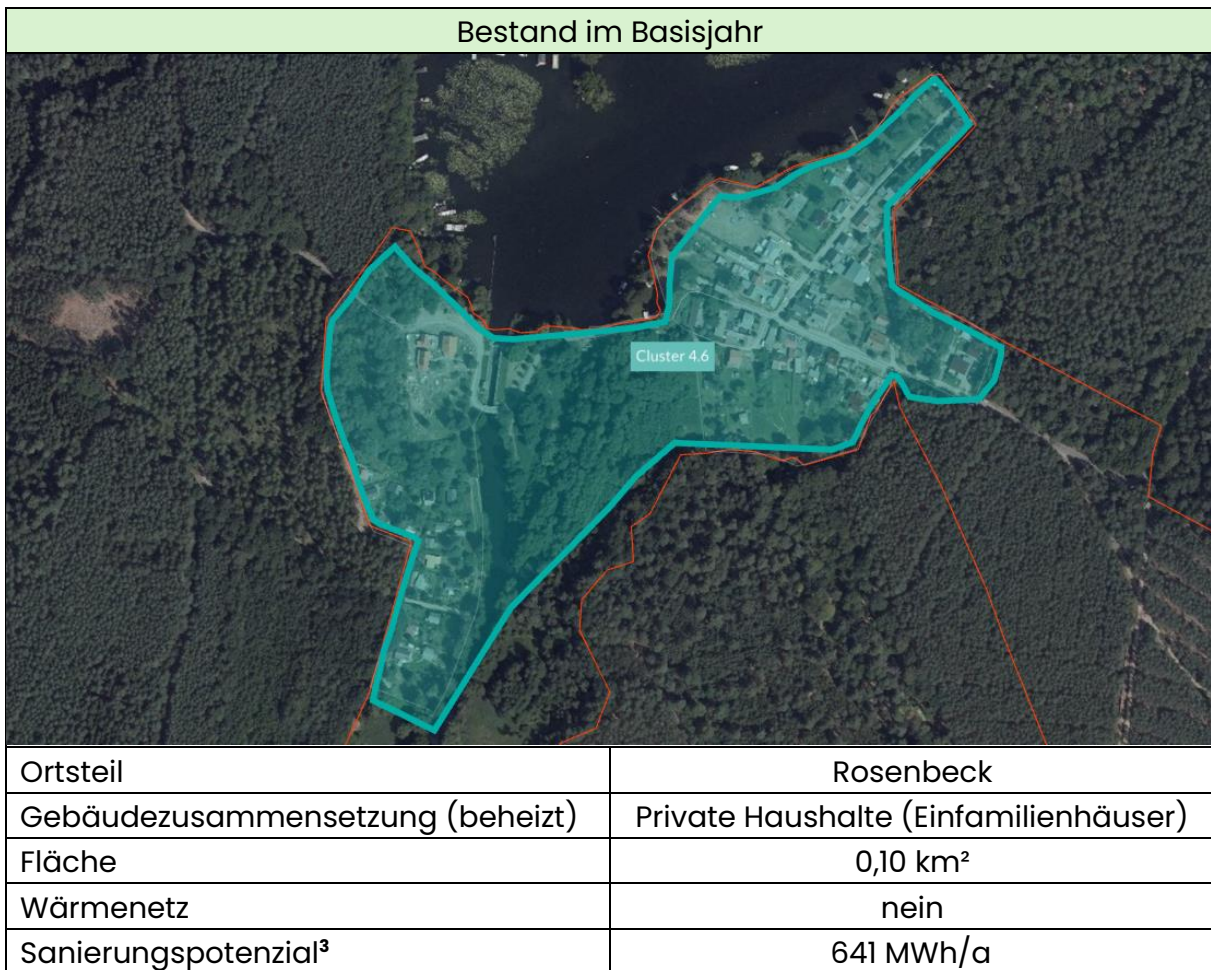 Bestand im Basisjahr
Cluster 4.6
Ortsteil Rosenbeck
Gebäudezusammensetzung (beheizt) Private Haushalte (Einfamilienhäuser)
Fläche 0,10 km²
Wärmenetz nein
Sanierungspotenzial³ 641 MWh/a